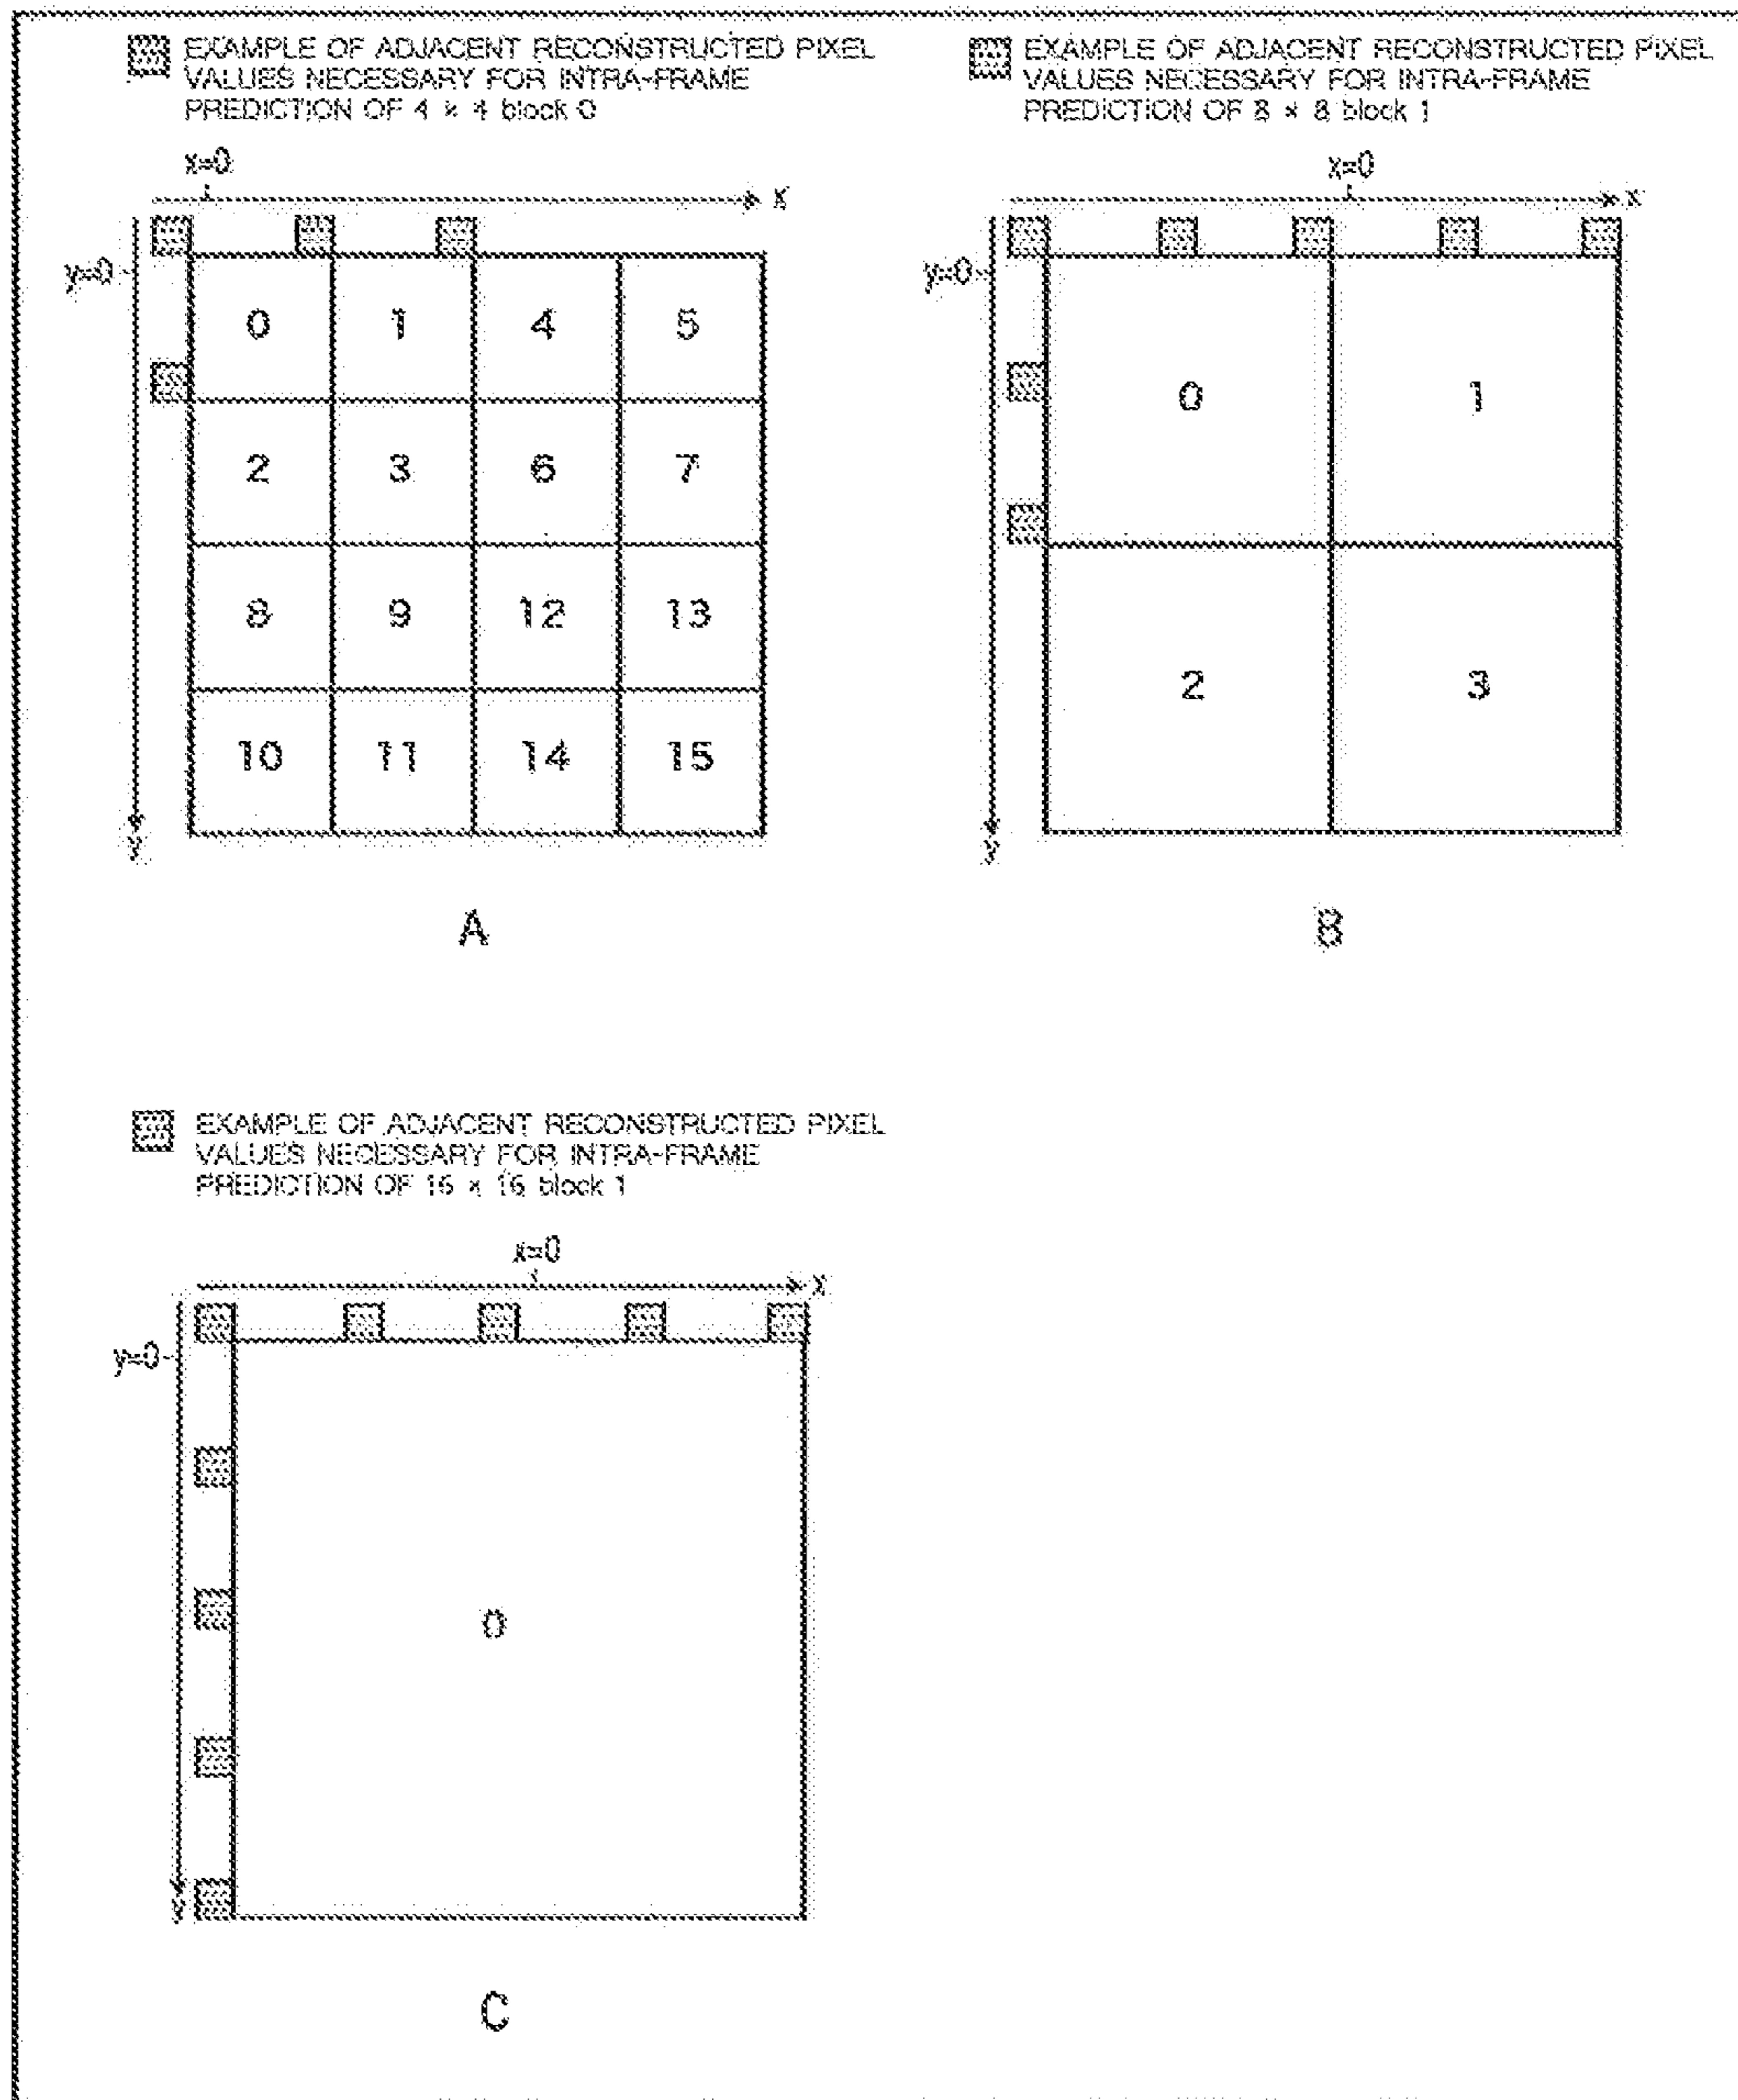 EXAMPLE OF ADJACENT RECONSTRUCTED PIXEL
VALUES NECESSARY FOR INTRA-FRAME
PREDICTION OF 4 × 4 block 0
x=0
x
y=0
0 1 4 5
2 3 6 7
8 9 12 13
10 11 14 15
y
A
EXAMPLE OF ADJACENT RECONSTRUCTED PIXEL
VALUES NECESSARY FOR INTRA-FRAME
PREDICTION OF 8 × 8 block 1
x=0
x
y=0
0 1
2 3
y
B
EXAMPLE OF ADJACENT RECONSTRUCTED PIXEL
VALUES NECESSARY FOR INTRA-FRAME
PREDICTION OF 16 × 16 block 1
x=0
x
y=0
0
y
C